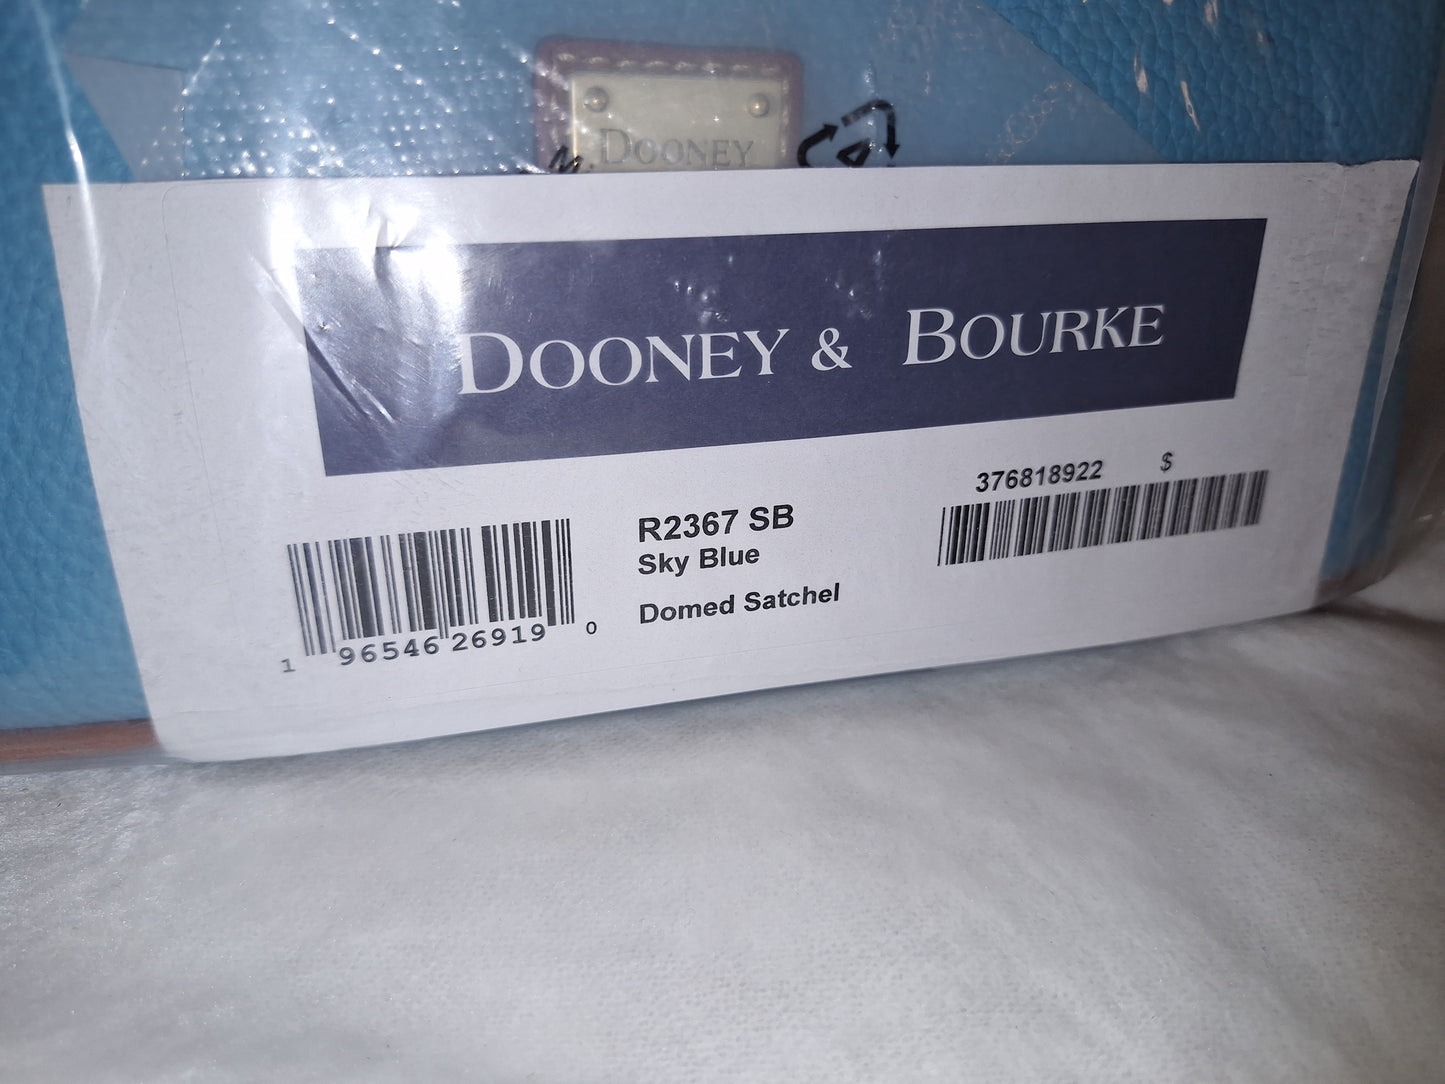 DOONEY
DOONEY & BOURKE
376818922 $
R2367 SB
Sky Blue
Domed Satchel
1 96546 26919 0